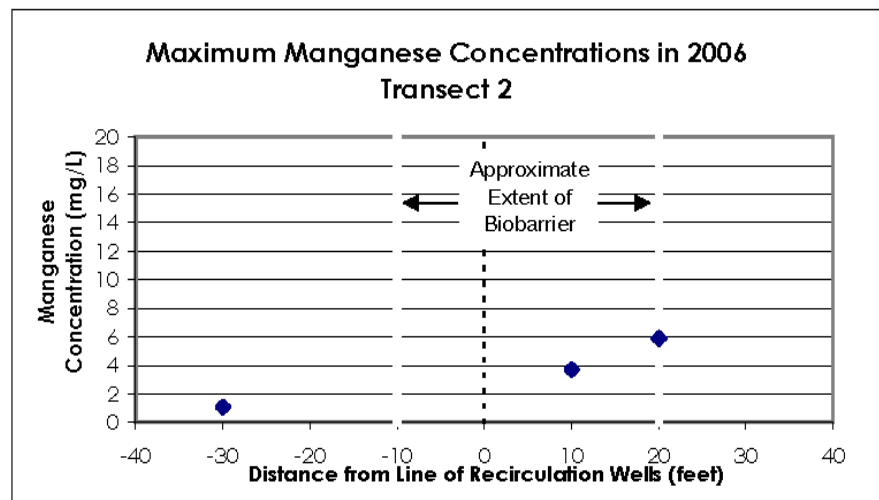 Maximum Manganese Concentrations in 2006
Transect 2
Manganese
Concentration (mg/L)
20
18
16
14
12
10
8
6
4
2
0
Approximate
Extent of
Biobarrier
-40 -30 -20 -10 0 10 20 30 40
Distance from Line of Recirculation Wells (feet)